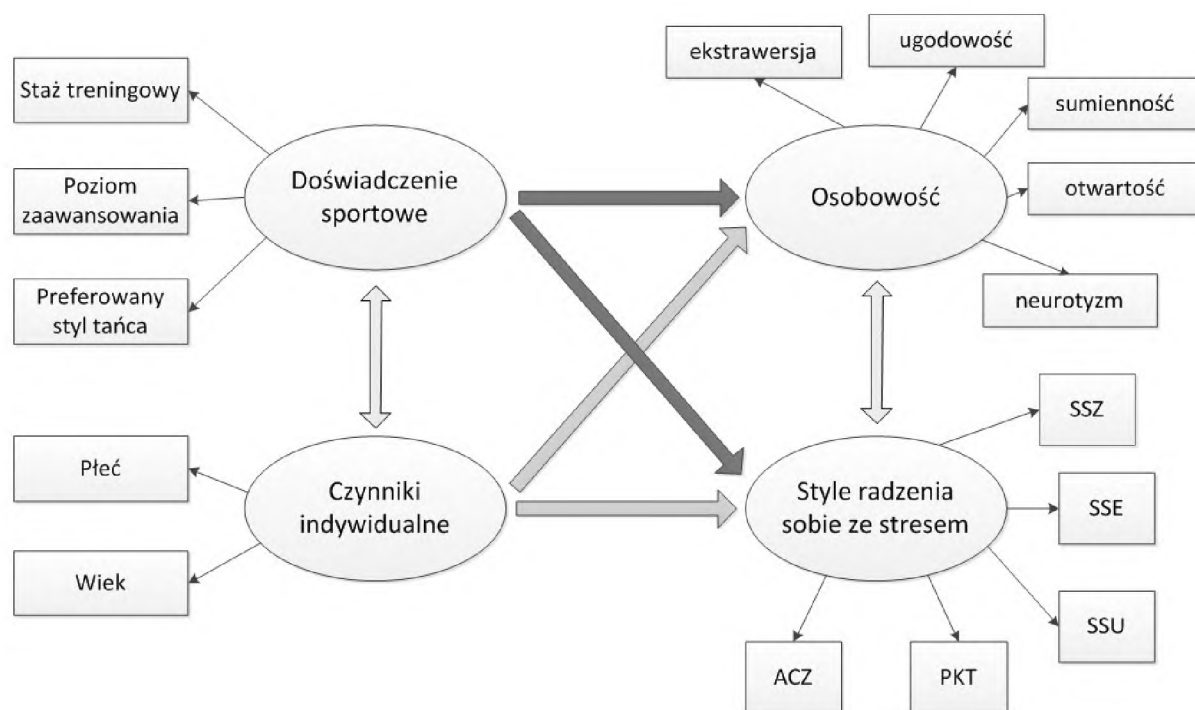 Staż treningowy
Poziom
zaawansowania
Preferowany
styl tańca
Doświadczenie
sportowe
ekstrawersja
ugodowość
sumienność
otwartość
neurotyzm
Osobowość
Płeć
Wiek
Czynniki
indywidualne
Style radzenia
sobie ze stresem
SSZ
SSE
SSU
ACZ
PKT